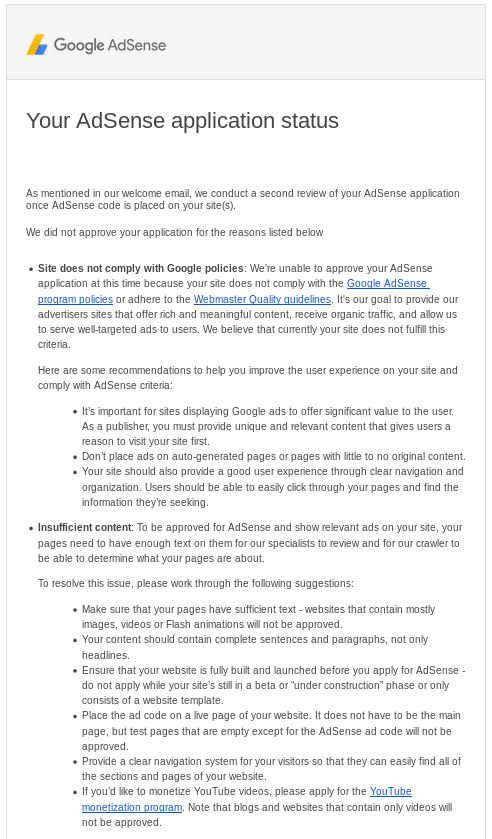 Google AdSense
Your AdSense application status
As mentioned in our welcome email, we conduct a second review of your AdSense application
once AdSense code is placed on your site(s).
We did not approve your application for the reasons listed below
• Site does not comply with Google policies: We're unable to approve your AdSense
application at this time because your site does not comply with the Google AdSense
program policies or adhere to the Webmaster Quality guidelines. It's our goal to provide our
advertisers sites that offer rich and meaningful content, receive organic traffic, and allow us
to serve well-targeted ads to users. We believe that currently your site does not fulfill this
criteria.
Here are some recommendations to help you improve the user experience on your site and
comply with AdSense criteria:
• It's important for sites displaying Google ads to offer significant value to the user.
As a publisher, you must provide unique and relevant content that gives users a
reason to visit your site first.
• Don't place ads on auto-generated pages or pages with little to no original content.
• Your site should also provide a good user experience through clear navigation and
organization. Users should be able to easily click through your pages and find the
information they're seeking.
• Insufficient content: To be approved for AdSense and show relevant ads on your site, your
pages need to have enough text on them for our specialists to review and for our crawler to
be able to determine what your pages are about.
To resolve this issue, please work through the following suggestions:
• Make sure that your pages have sufficient text - websites that contain mostly
images, videos or Flash animations will not be approved.
• Your content should contain complete sentences and paragraphs, not only
headlines.
• Ensure that your website is fully built and launched before you apply for AdSense -
do not apply while your site's still in a beta or “under construction” phase or only
consists of a website template.
• Place the ad code on a live page of your website. It does not have to be the main
page, but test pages that are empty except for the AdSense ad code will not be
approved.
• Provide a clear navigation system for your visitors so that they can easily find all of
the sections and pages of your website.
• If you'd like to monetize YouTube videos, please apply for the YouTube
monetization program. Note that blogs and websites that contain only videos will
not be approved.